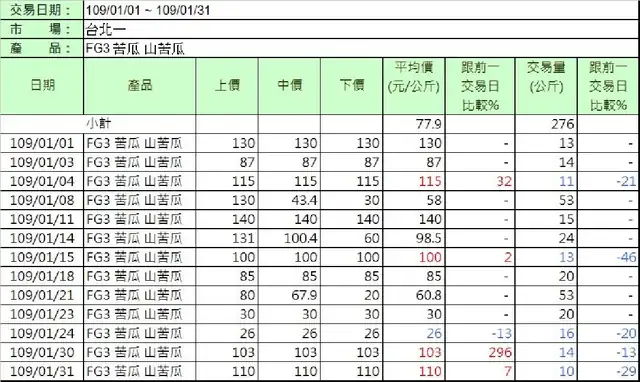 交易日期： 109/01/01 ~ 109/01/31
市 場： 台北一
產 品： FG3 苦瓜 山苦瓜
日期 產品 上價 中價 下價 平均價(元/公斤) 跟前一交易日比較% 交易量(公斤) 跟前一交易日比較%
小計 77.9 276
109/01/01 FG3 苦瓜 山苦瓜 130 130 130 130 - 13 -
109/01/03 FG3 苦瓜 山苦瓜 87 87 87 87 - 14 -
109/01/04 FG3 苦瓜 山苦瓜 115 115 115 115 32 11 -21
109/01/08 FG3 苦瓜 山苦瓜 130 43.4 30 58 - 53 -
109/01/11 FG3 苦瓜 山苦瓜 140 140 140 140 - 15 -
109/01/14 FG3 苦瓜 山苦瓜 131 100.4 60 98.5 - 24 -
109/01/15 FG3 苦瓜 山苦瓜 100 100 100 100 2 13 -46
109/01/18 FG3 苦瓜 山苦瓜 85 85 85 85 - 20 -
109/01/21 FG3 苦瓜 山苦瓜 80 67.9 20 60.8 - 53 -
109/01/23 FG3 苦瓜 山苦瓜 30 30 30 30 - 20 -
109/01/24 FG3 苦瓜 山苦瓜 26 26 26 26 -13 16 -20
109/01/30 FG3 苦瓜 山苦瓜 103 103 103 103 296 14 -13
109/01/31 FG3 苦瓜 山苦瓜 110 110 110 110 7 10 -29